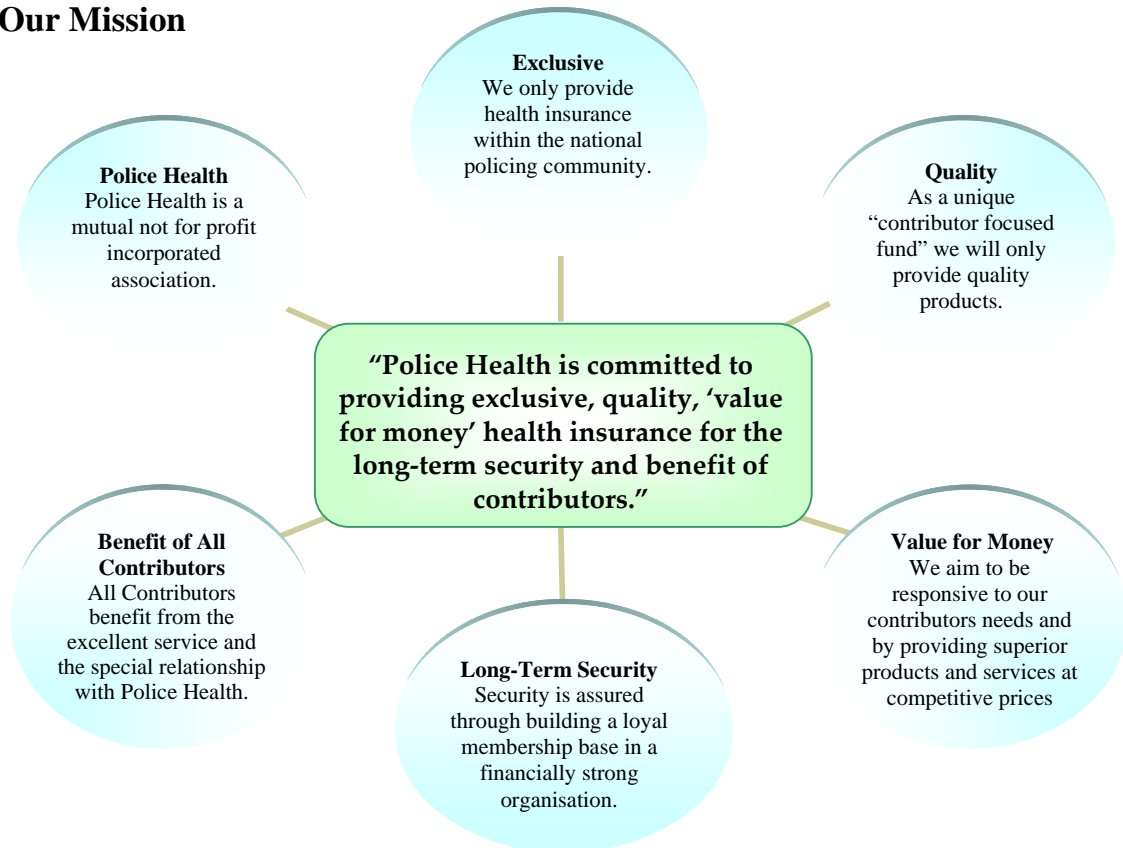 Our Mission
Exclusive
We only provide
health insurance
within the national
policing community.
Police Health
Police Health is a
mutual not for profit
incorporated
association.
Quality
As a unique
“contributor focused
fund” we will only
provide quality
products.
“Police Health is committed to
providing exclusive, quality, ‘value
for money’ health insurance for the
long-term security and benefit of
contributors.”
Benefit of All
Contributors
All Contributors
benefit from the
excellent service and
the special relationship
with Police Health.
Long-Term Security
Security is assured
through building a loyal
membership base in a
financially strong
organisation.
Value for Money
We aim to be
responsive to our
contributors needs and
by providing superior
products and services at
competitive prices